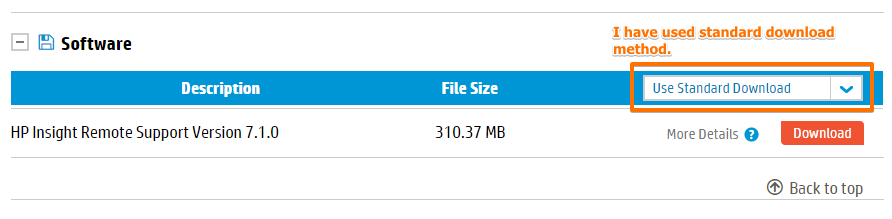 I have used standard download
method.
Software
Description File Size Use Standard Download
HP Insight Remote Support Version 7.1.0 310.37 MB More Details ? Download
Back to top